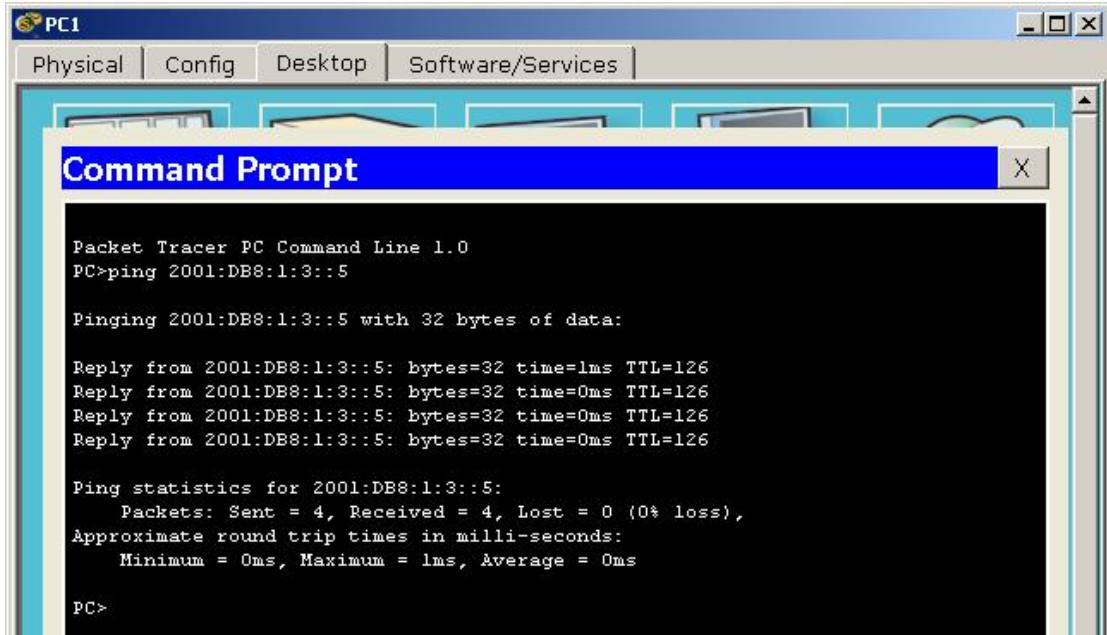 PC1
Physical Config Desktop Software/Services
Command Prompt X
Packet Tracer PC Command Line 1.0
PC>ping 2001:DB8:1:3::5
Pinging 2001:DB8:1:3::5 with 32 bytes of data:
Reply from 2001:DB8:1:3::5: bytes=32 time=1ms TTL=126
Reply from 2001:DB8:1:3::5: bytes=32 time=0ms TTL=126
Reply from 2001:DB8:1:3::5: bytes=32 time=0ms TTL=126
Reply from 2001:DB8:1:3::5: bytes=32 time=0ms TTL=126
Ping statistics for 2001:DB8:1:3::5:
Packets: Sent = 4, Received = 4, Lost = 0 (0% loss),
Approximate round trip times in milli-seconds:
Minimum = 0ms, Maximum = 1ms, Average = 0ms
PC>